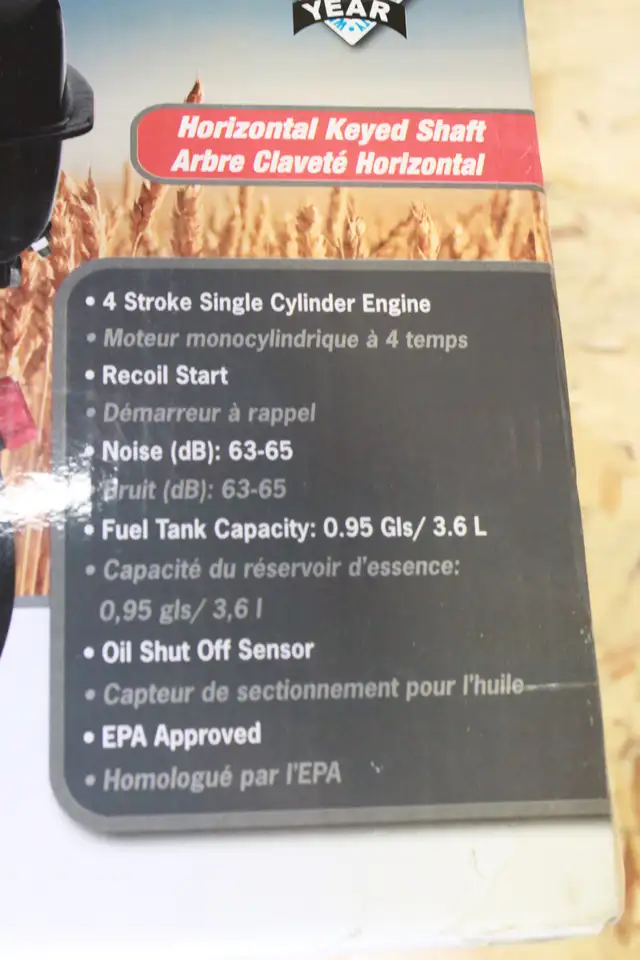 YEAR
Horizontal Keyed Shaft
Arbre Claveté Horizontal
• 4 Stroke Single Cylinder Engine
• Moteur monocylindrique à 4 temps
• Recoil Start
• Démarreur à rappel
• Noise (dB): 63-65
• Bruit (dB): 63-65
• Fuel Tank Capacity: 0.95 Gls/ 3.6 L
• Capacité du réservoir d'essence:
0,95 gls/ 3,6 l
• Oil Shut Off Sensor
• Capteur de sectionnement pour l'huile
• EPA Approved
• Homologué par l'EPA